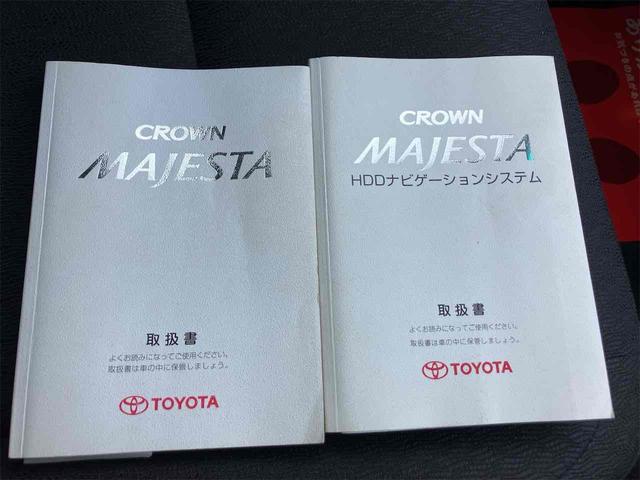 CROWN
MAJESTA
取扱書
よくお読みになってご使用ください。
取扱書は車の中に保管しましょう。
TOYOTA
CROWN
MAJESTA
HDDナビゲーションシステム
取扱書
よくお読みになってご使用ください。
取扱書は車の中に保管しましょう。
TOYOTA